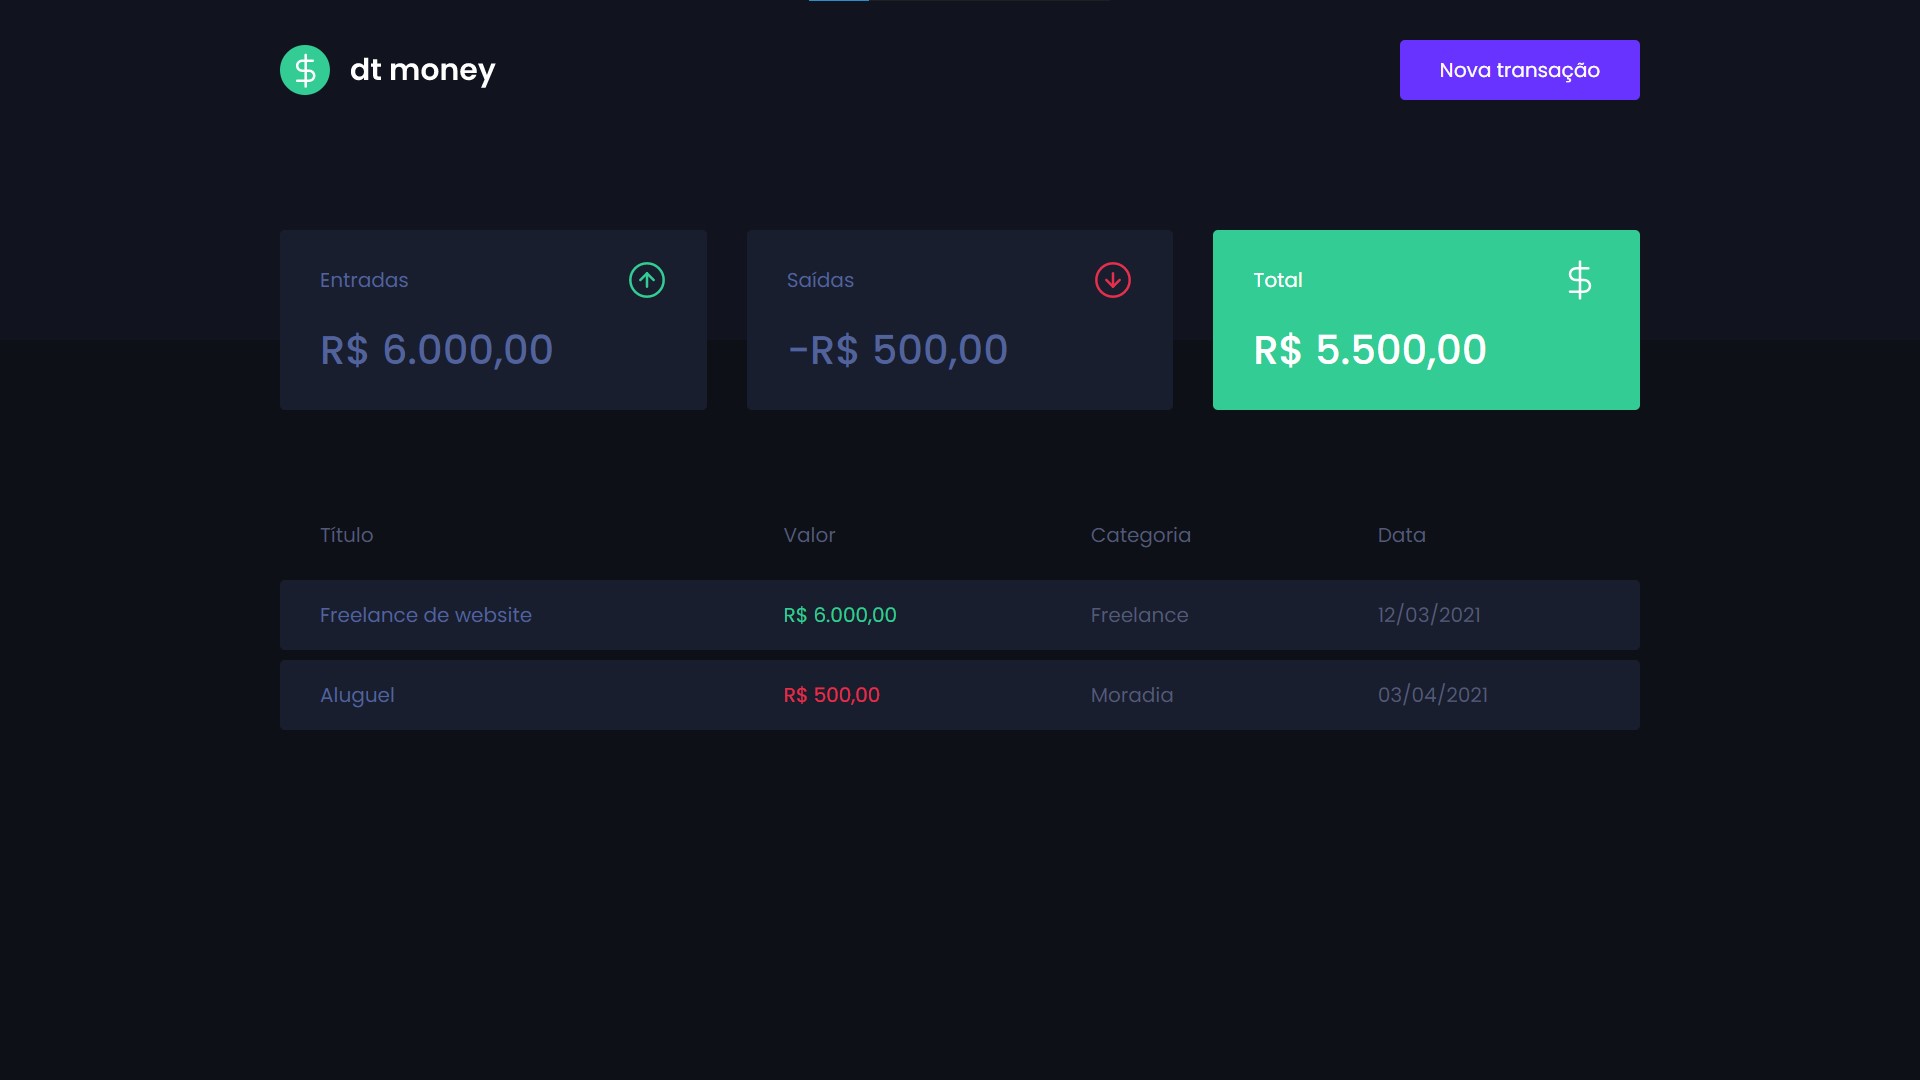 dt money
Nova transação
Entradas
R$ 6.000,00
Saídas
-R$ 500,00
Total
R$ 5.500,00
Título Valor Categoria Data
Freelance de website R$ 6.000,00 Freelance 12/03/2021
Aluguel R$ 500,00 Moradia 03/04/2021